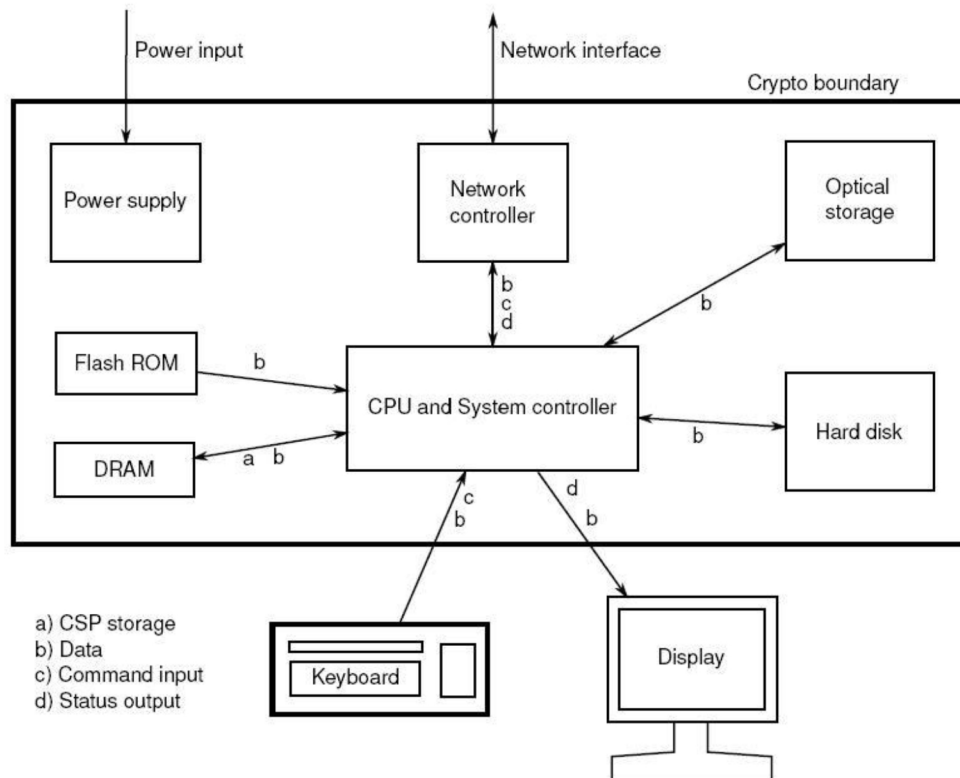 Power input
Network interface
Crypto boundary
Power supply
Network
controller
Optical
storage
b
c
d
b
Flash ROM
b
CPU and System controller
b
Hard disk
DRAM
a b
c
b
d
b
a) CSP storage
b) Data
c) Command input
d) Status output
Keyboard
Display